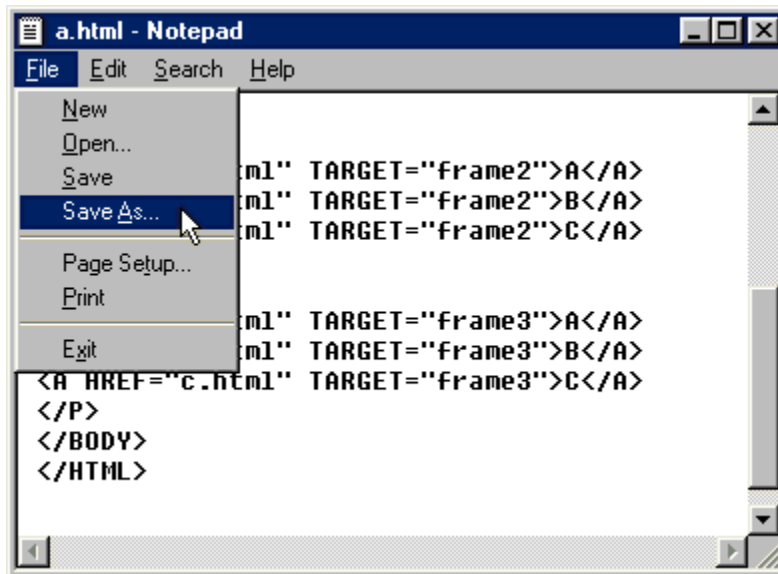 a.html - Notepad
File Edit Search Help
New
Open...
Save
Save As...
Page Setup...
Print
Exit
ml" TARGET="frame2">A</A>
ml" TARGET="frame2">B</A>
ml" TARGET="frame2">C</A>
ml" TARGET="frame3">A</A>
ml" TARGET="frame3">B</A>
<A HREF="c.html" TARGET="frame3">C</A>
</P>
</BODY>
</HTML>